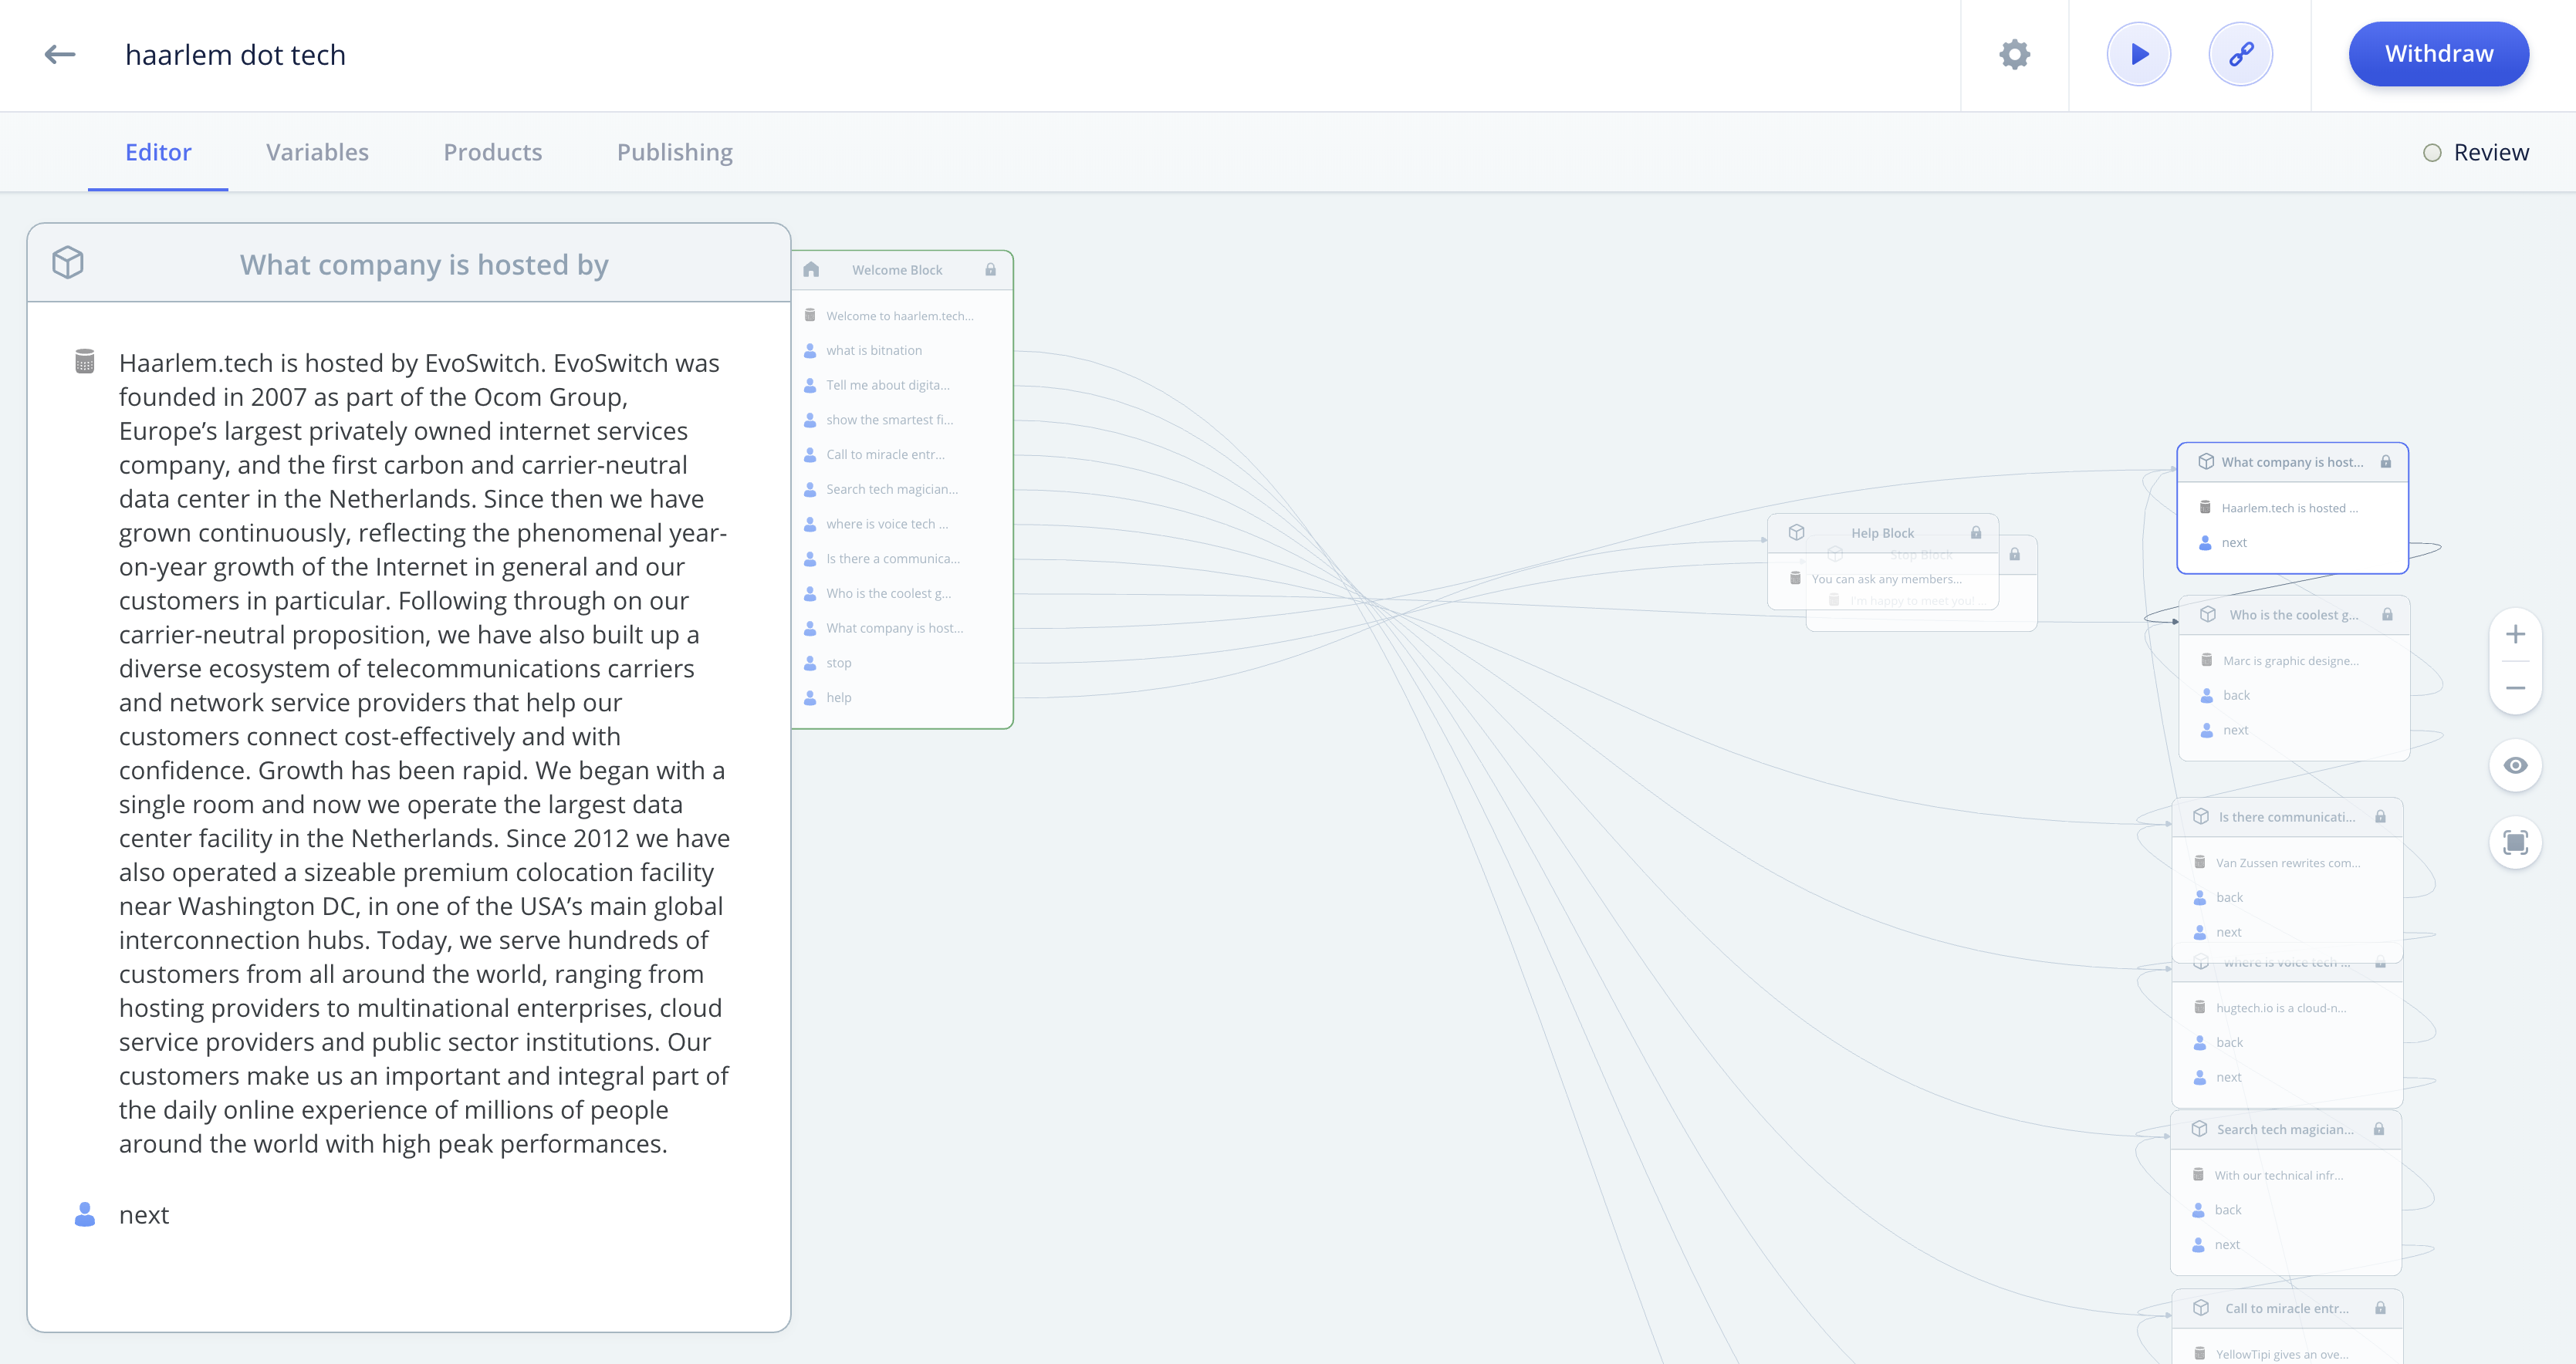 haarlem dot tech
Withdraw
Editor
Variables
Products
Publishing
Review
What company is hosted by
Haarlem.tech is hosted by EvoSwitch. EvoSwitch was
founded in 2007 as part of the Ocom Group,
Europe’s largest privately owned internet services
company, and the first carbon and carrier-neutral
data center in the Netherlands. Since then we have
grown continuously, reflecting the phenomenal year-
on-year growth of the Internet in general and our
customers in particular. Following through on our
carrier-neutral proposition, we have also built up a
diverse ecosystem of telecommunications carriers
and network service providers that help our
customers connect cost-effectively and with
confidence. Growth has been rapid. We began with a
single room and now we operate the largest data
center facility in the Netherlands. Since 2012 we have
also operated a sizeable premium colocation facility
near Washington DC, in one of the USA’s main global
interconnection hubs. Today, we serve hundreds of
customers from all around the world, ranging from
hosting providers to multinational enterprises, cloud
service providers and public sector institutions. Our
customers make us an important and integral part of
the daily online experience of millions of people
around the world with high peak performances.
next
Welcome Block
Welcome to haarlem.tech...
what is bitnation
Tell me about digita...
show the smartest fi...
Call to miracle entr...
Search tech magician...
where is voice tech ...
Is there a communica...
Who is the coolest g...
What company is host...
stop
help
Help Block
Stop Block
You can ask any members...
I'm happy to meet you! ...
What company is host...
Haarlem.tech is hosted ...
next
Who is the coolest g...
Marc is graphic designe...
back
next
Is there communicati...
Van Zussen rewrites com...
back
next
where is voice tech ...
hugtech.io is a cloud-n...
back
next
Search tech magician...
With our technical infr...
back
next
Call to miracle entr...
YellowTipi gives an ove...